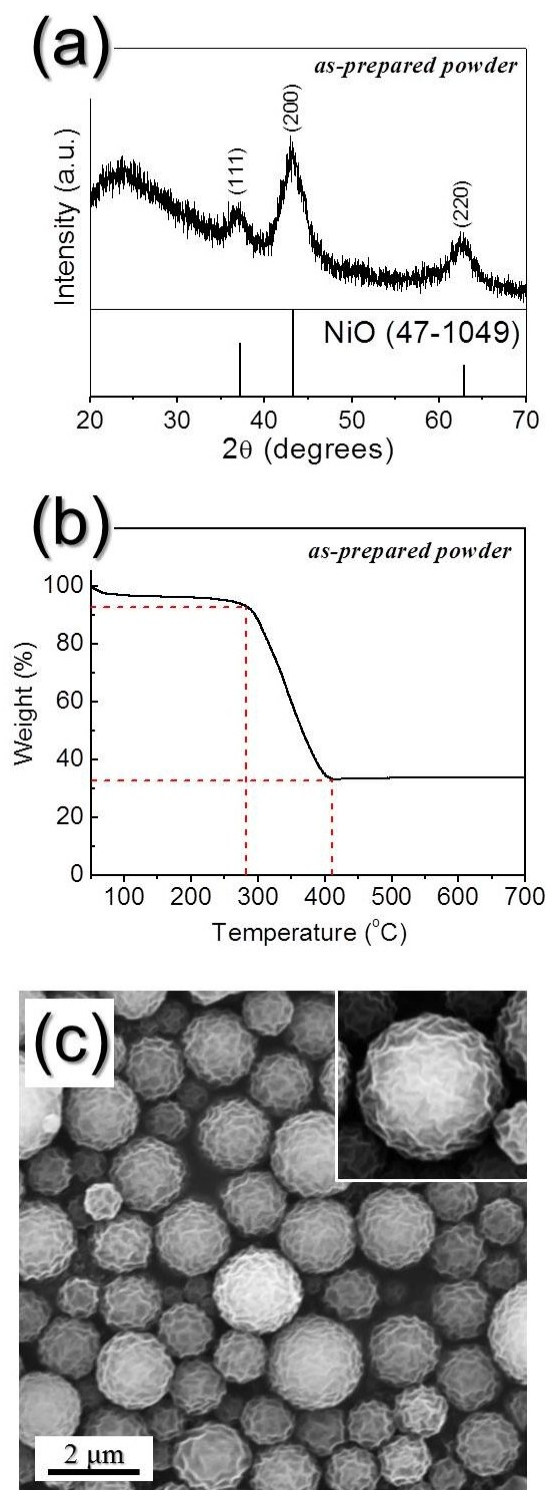 (a)
as-prepared powder
Intensity (a.u.)
(111)
(200)
(220)
NiO (47-1049)
20 30 40 50 60 70
2θ (degrees)
(b)
as-prepared powder
Weight (%)
100
80
60
40
20
0
100 200 300 400 500 600 700
Temperature (°C)
(c)
2 μm